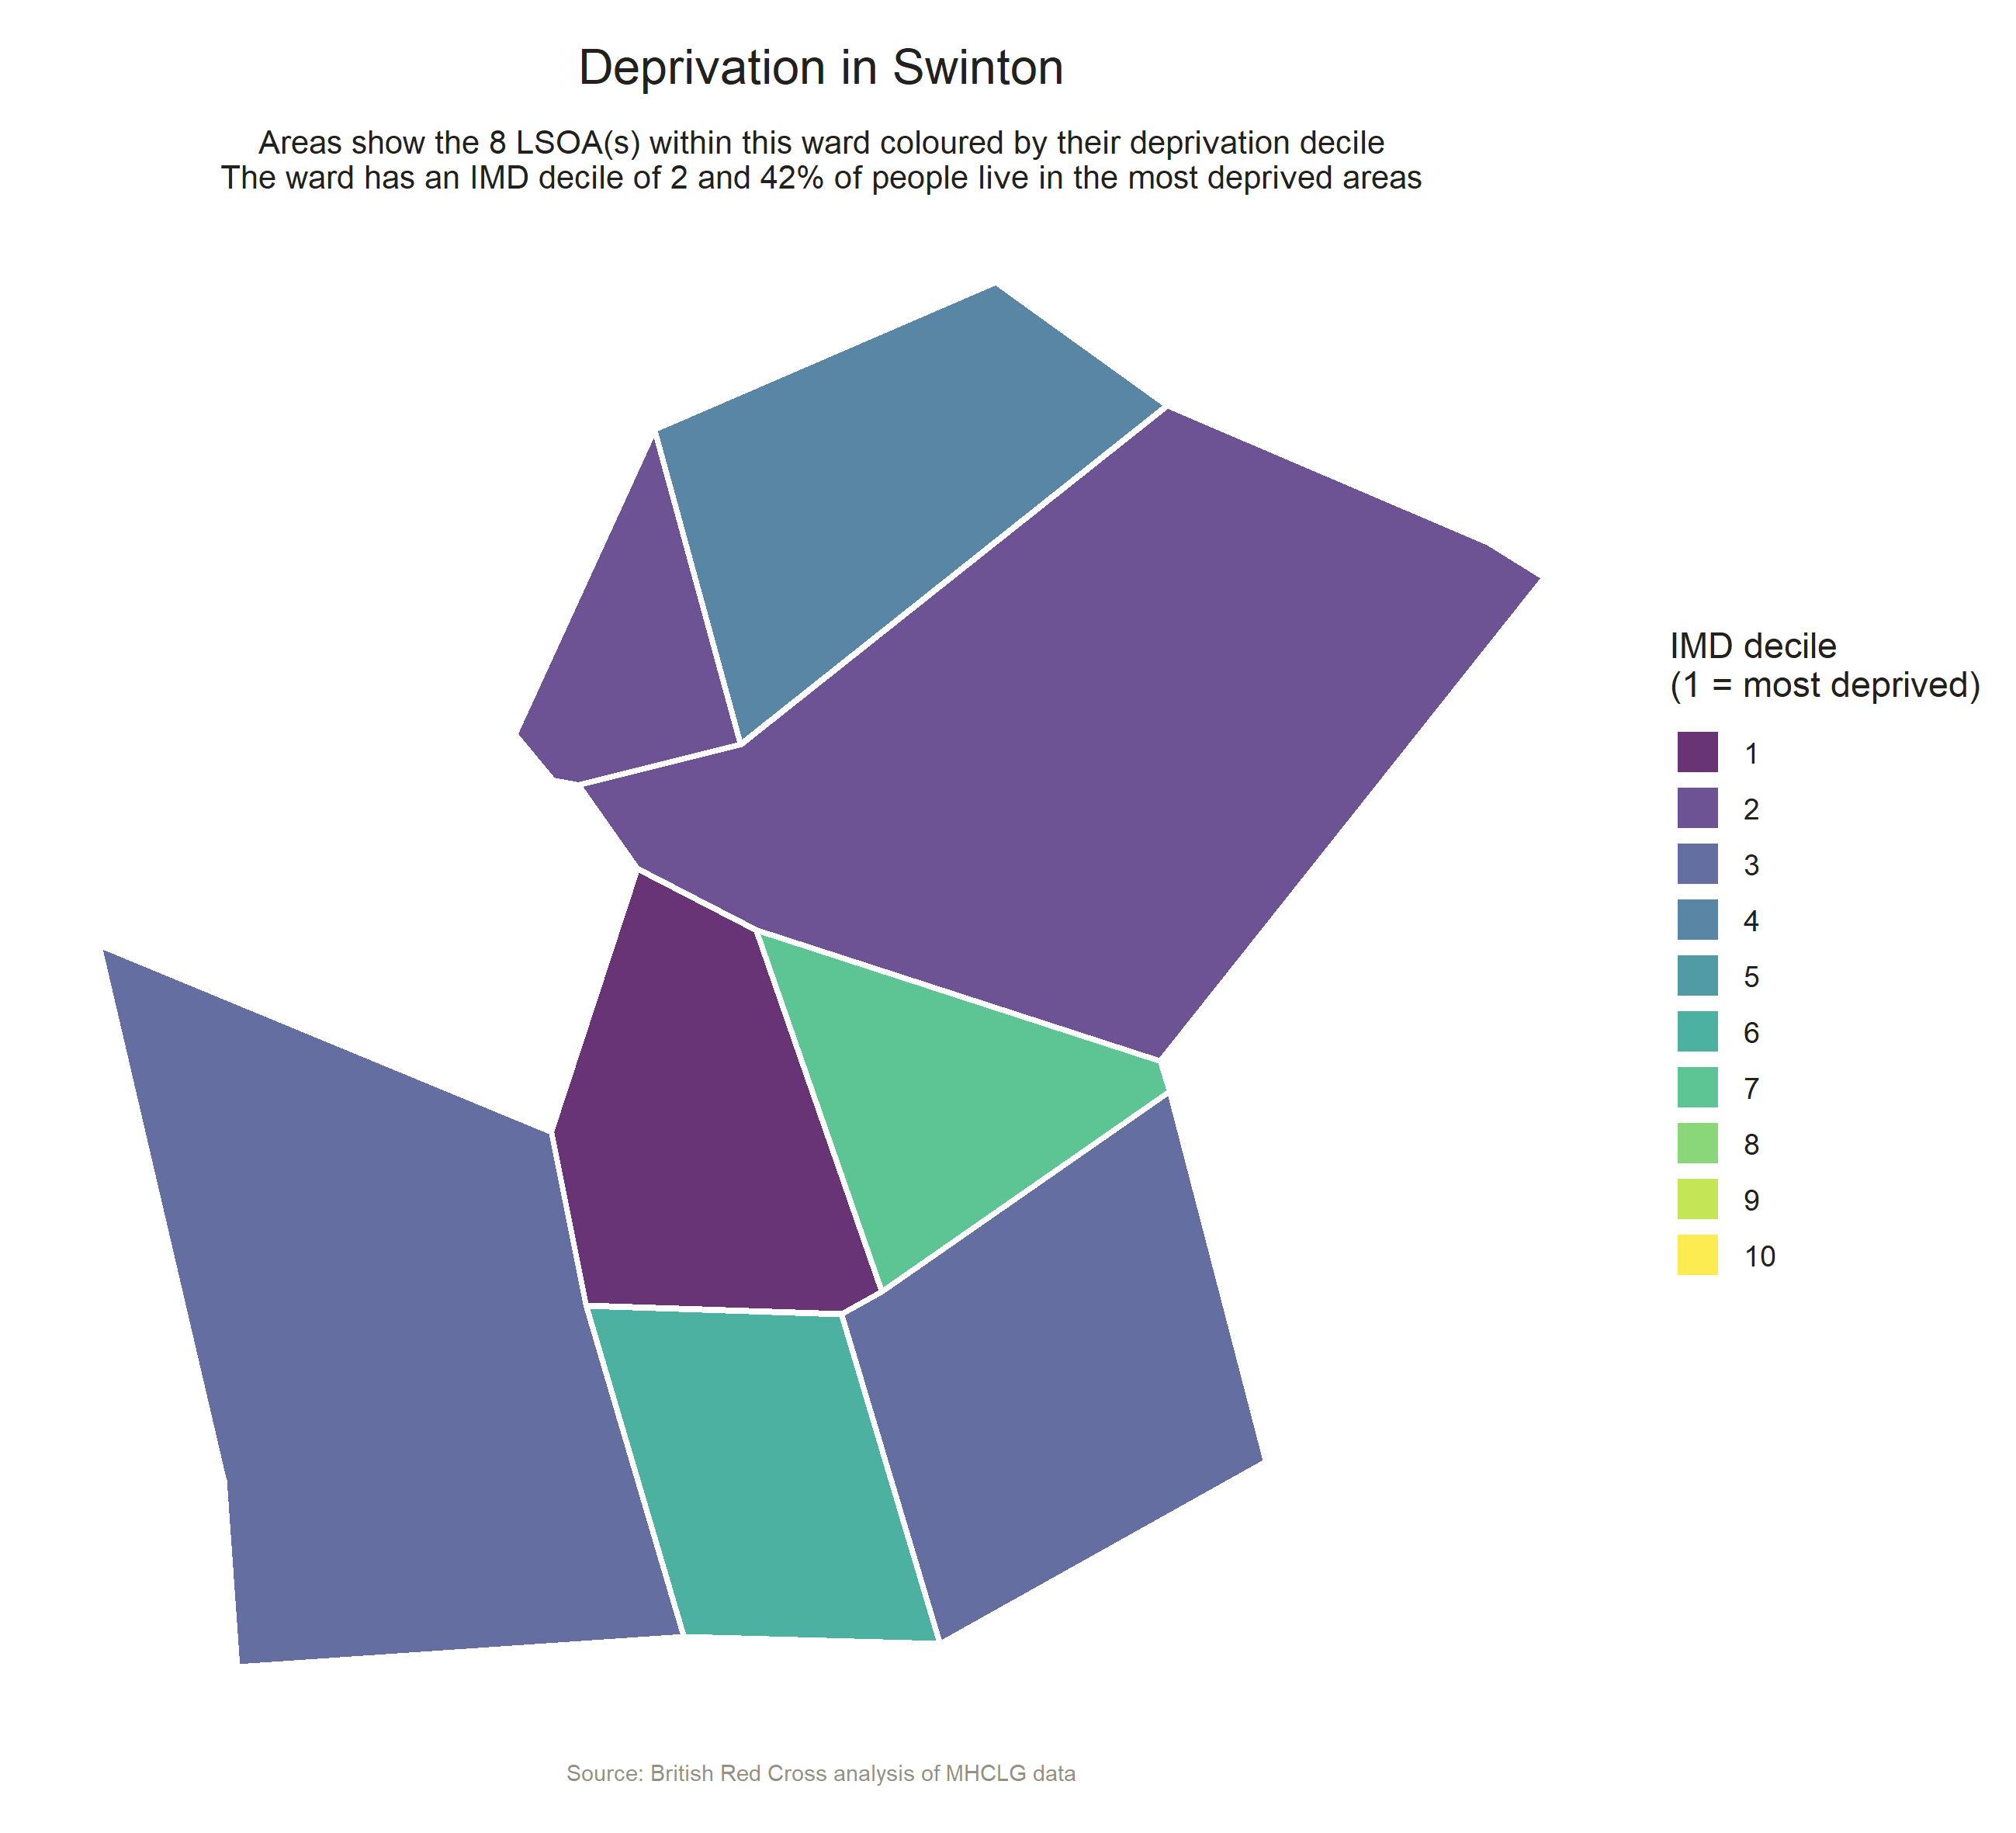 Deprivation in Swinton
Areas show the 8 LSOA(s) within this ward coloured by their deprivation decile
The ward has an IMD decile of 2 and 42% of people live in the most deprived areas
IMD decile
(1 = most deprived)
1
2
3
4
5
6
7
8
9
10
Source: British Red Cross analysis of MHCLG data